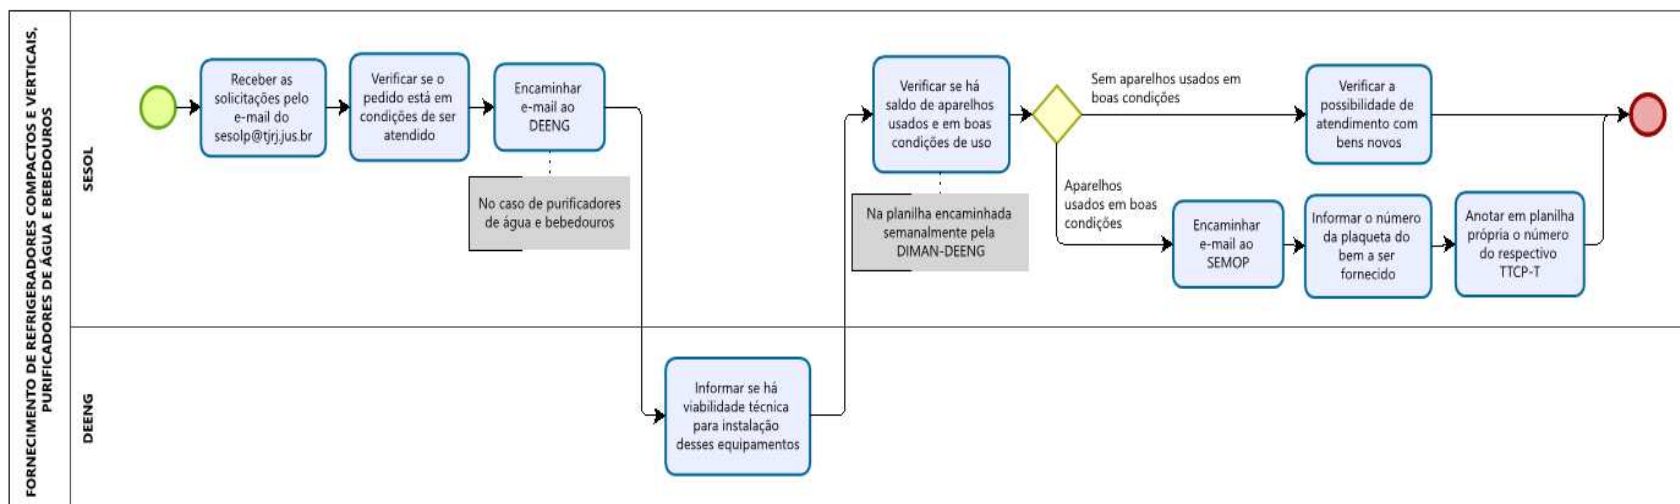 FORNECIMENTO DE REFRIGERADORES COMPACTOS E VERTICAIS,
PURIFICADORES DE ÁGUA E BEBEDOUROS
SESOL
Receber as
solicitações pelo
e-mail do
sesolp@tjrj.jus.br
Verificar se o
pedido está em
condições de ser
atendido
Encaminhar
e-mail ao
DEENG
No caso de purificadores
de água e bebedouros
Verificar se há
saldo de aparelhos
usados e em boas
condições de uso
Na planilha encaminhada
semanalmente pela
DIMAN-DEENG
Sem aparelhos usados em
boas condições
Verificar a
possibilidade de
atendimento com
bens novos
Aparelhos
usados em boas
condições
Encaminhar
e-mail ao
SEMOP
Informar o número
da plaqueta do
bem a ser
fornecido
Anotar em planilha
própria o número
do respectivo
TTCP-T
DEENG
Informar se há
viabilidade técnica
para instalação
desses equipamentos